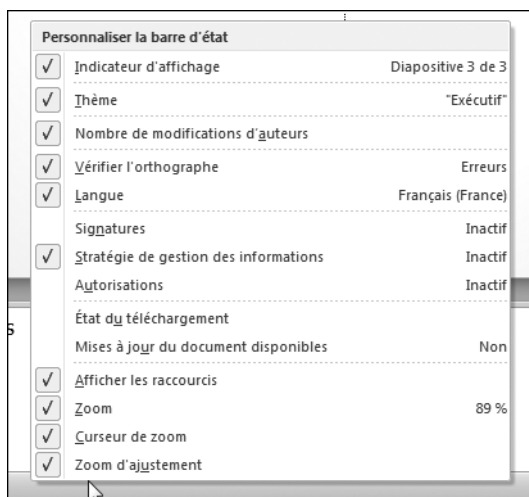 Personnaliser la barre d'état
Indicateur d'affichage Diapositive 3 de 3
Thème "Exécutif"
Nombre de modifications d'auteurs
Vérifier l'orthographe Erreurs
Langue Français (France)
Signatures Inactif
Stratégie de gestion des informations Inactif
Autorisations Inactif
État du téléchargement
Mises à jour du document disponibles Non
S
Afficher les raccourcis
Zoom 89 %
Curseur de zoom
Zoom d'ajustement